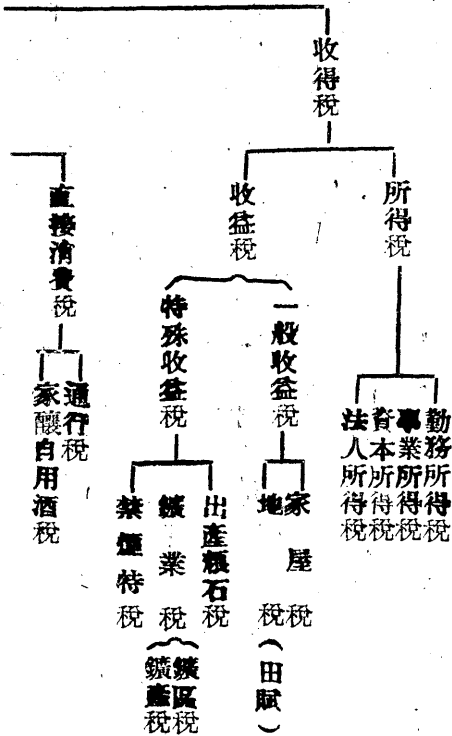 收得稅
所得稅
勤務所得稅
事業所得稅
資本所得稅
法人所得稅
收益稅
一般收益稅
家屋稅
地稅(田賦)
特殊收益稅
出產糧石稅
鑛業稅
鑛區稅
鑛產稅
禁煙特稅
直接消費稅
通行稅
家釀自用酒稅